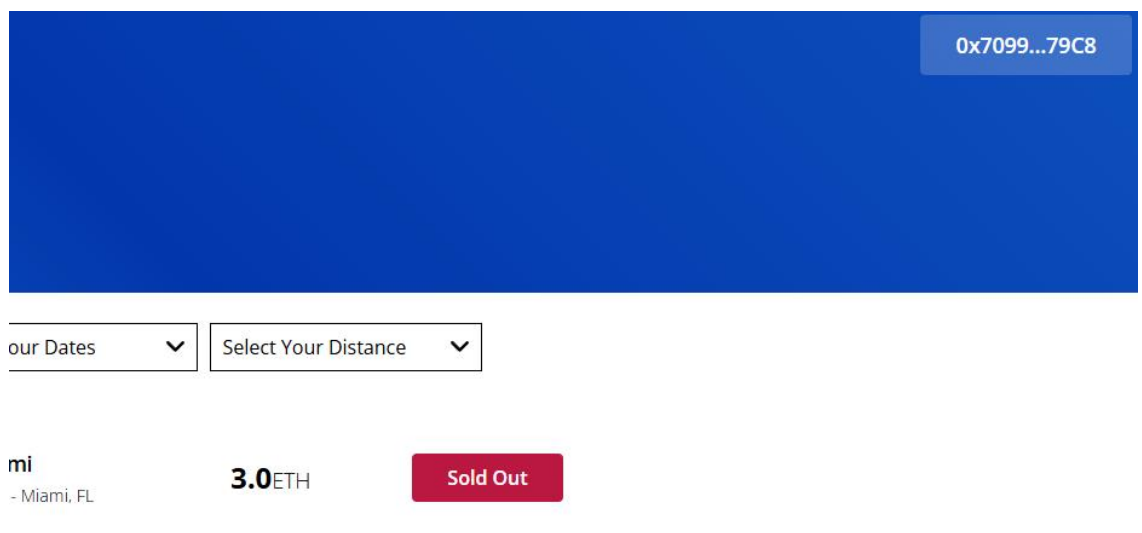 0x7099...79C8
our Dates Select Your Distance
mi
3.0ETH Sold Out
- Miami, FL